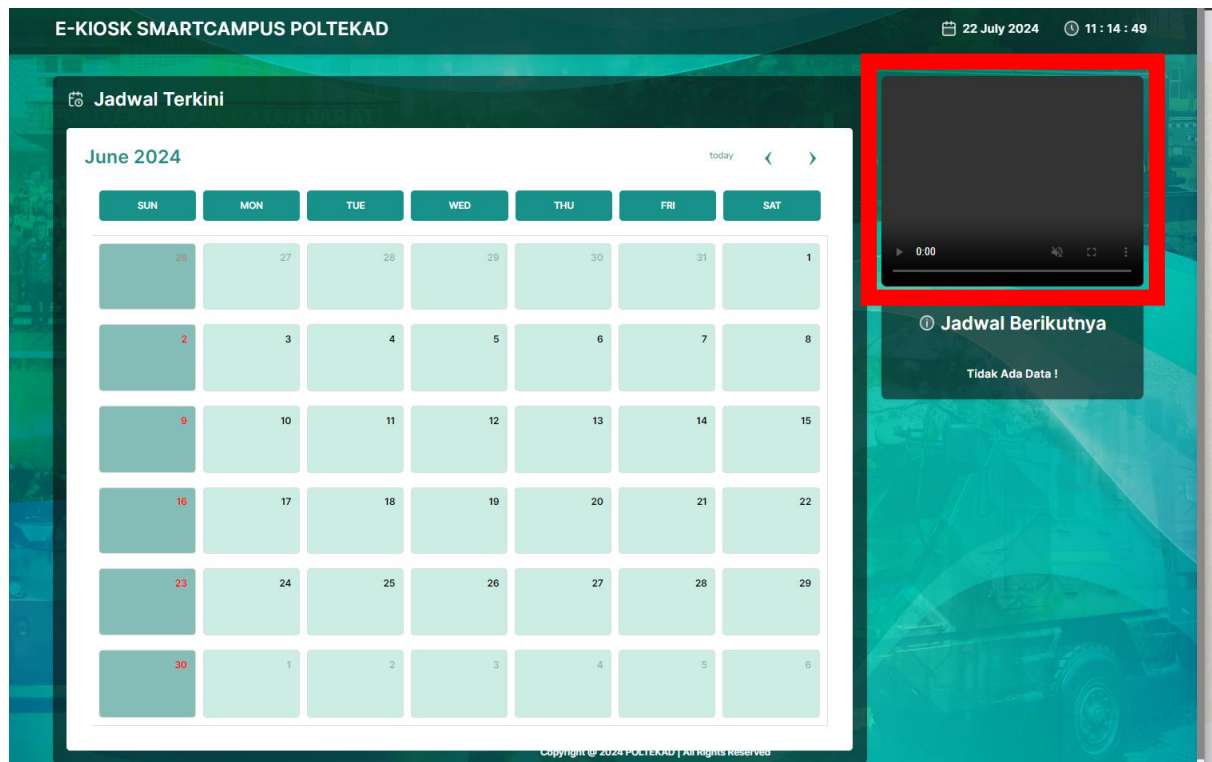 E-KIOSK SMARTCAMPUS POLTEKAD
22 July 2024 11 : 14 : 49
Jadwal Terkini
June 2024 today
SUN MON TUE WED THU FRI SAT
26 27 28 29 30 31 1
2 3 4 5 6 7 8
9 10 11 12 13 14 15
16 17 18 19 20 21 22
23 24 25 26 27 28 29
30 1 2 3 4 5 6
Copyright @ 2024 POLTEKAD | All Rights Reserved
0:00
Jadwal Berikutnya
Tidak Ada Data !